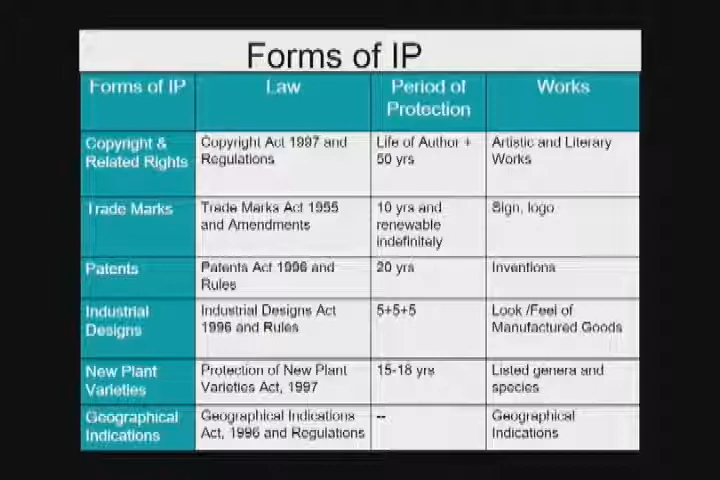 Forms of IP
Forms of IP Law Period of Protection Works
Copyright & Related Rights Copyright Act 1997 and Regulations Life of Author + 50 yrs Artistic and Literary Works
Trade Marks Trade Marks Act 1955 and Amendments 10 yrs and renewable indefinitely Sign, logo
Patents Patents Act 1996 and Rules 20 yrs Inventions
Industrial Designs Industrial Designs Act 1996 and Rules 5+5+5 Look /Feel of Manufactured Goods
New Plant Varieties Protection of New Plant Varieties Act, 1997 15-18 yrs Listed genera and species
Geographical Indications Geographical Indications Act, 1996 and Regulations -- Geographical Indications